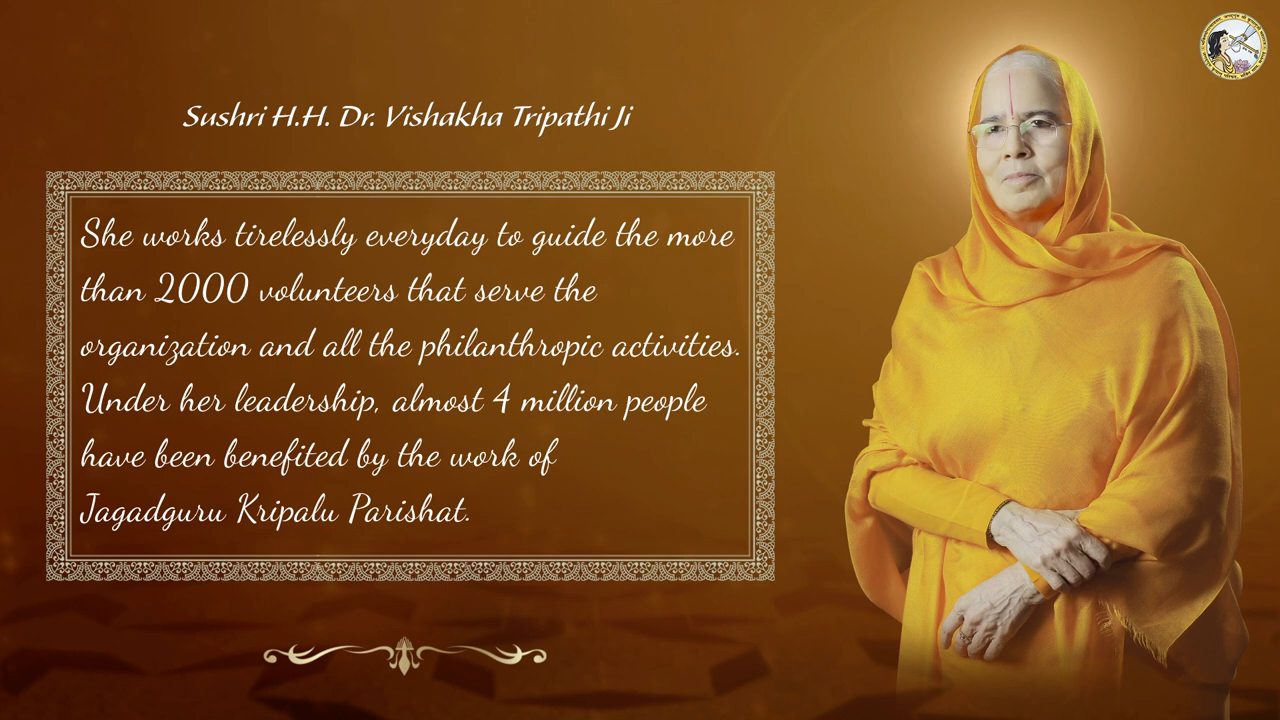 Sushri H.H. Dr. Vishakha Tripathi Ji
She works tirelessly everyday to guide the more
than 2000 volunteers that serve the
organization and all the philanthropic activities.
Under her leadership, almost 4 million people
have been benefited by the work of
Jagadguru Kripalu Parishat.